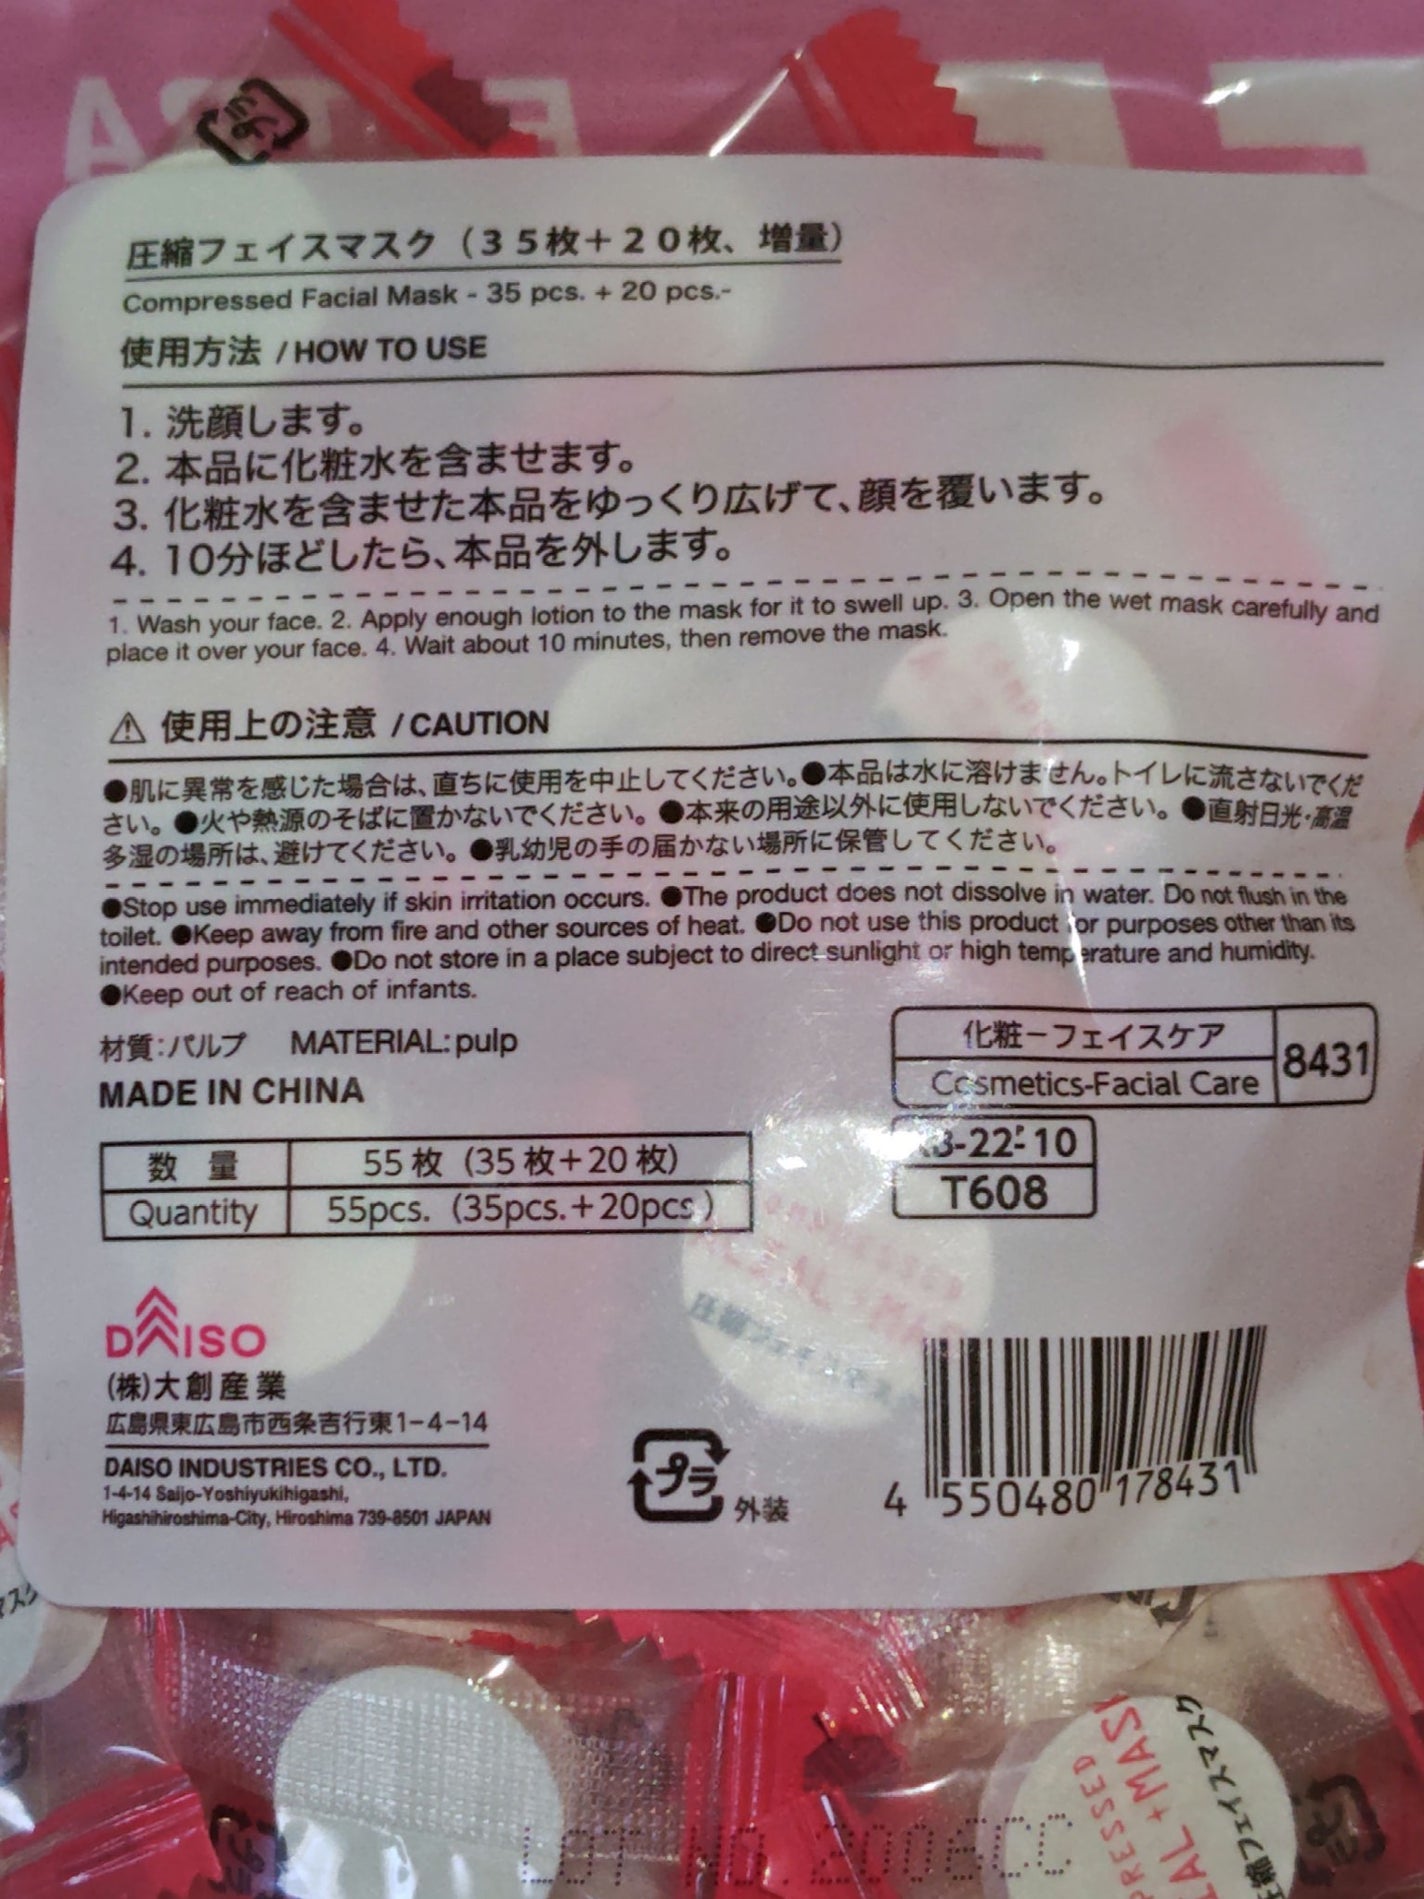 圧縮フェイスマスク（３５枚＋２０枚、増量）
Compressed Facial Mask - 35 pcs. + 20 pcs.-
使用方法 / HOW TO USE
1. 洗顔します。
2. 本品に化粧水を含ませます。
3. 化粧水を含ませた本品をゆっくり広げて、顔を覆います。
4. 10分ほどしたら、本品を外します。
1. Wash your face. 2. Apply enough lotion to the mask for it to swell up. 3. Open the wet mask carefully and
place it over your face. 4. Wait about 10 minutes, then remove the mask.
⚠ 使用上の注意 / CAUTION
●肌に異常を感じた場合は、直ちに使用を中止してください。●本品は水に溶けません。トイレに流さないでくだ
さい。●火や熱源のそばに置かないでください。●本来の用途以外に使用しないでください。●直射日光・高温
多湿の場所は、避けてください。●乳幼児の手の届かない場所に保管してください。
●Stop use immediately if skin irritation occurs. ●The product does not dissolve in water. Do not flush in the
toilet. ●Keep away from fire and other sources of heat. ●Do not use this product for purposes other than its
intended purposes. ●Do not store in a place subject to direct sunlight or high temperature and humidity.
●Keep out of reach of infants.
材質：パルプ MATERIAL: pulp
MADE IN CHINA
化粧－フェイスケア
Cosmetics-Facial Care
8431
-22-10
T608
数 量 55 枚（35 枚＋20 枚）
Quantity 55pcs. (35pcs.＋20pcs.)
DAISO
(株)大創産業
広島県東広島市西条吉行東1-4-14
DAISO INDUSTRIES CO., LTD.
1-4-14 Saijo-Yoshiyukihigashi,
Higashihiroshima-City, Hiroshima 739-8501 JAPAN
プラ
外装
4 550480 178431
LOT NO. 2006CC
圧縮フェイスマスク